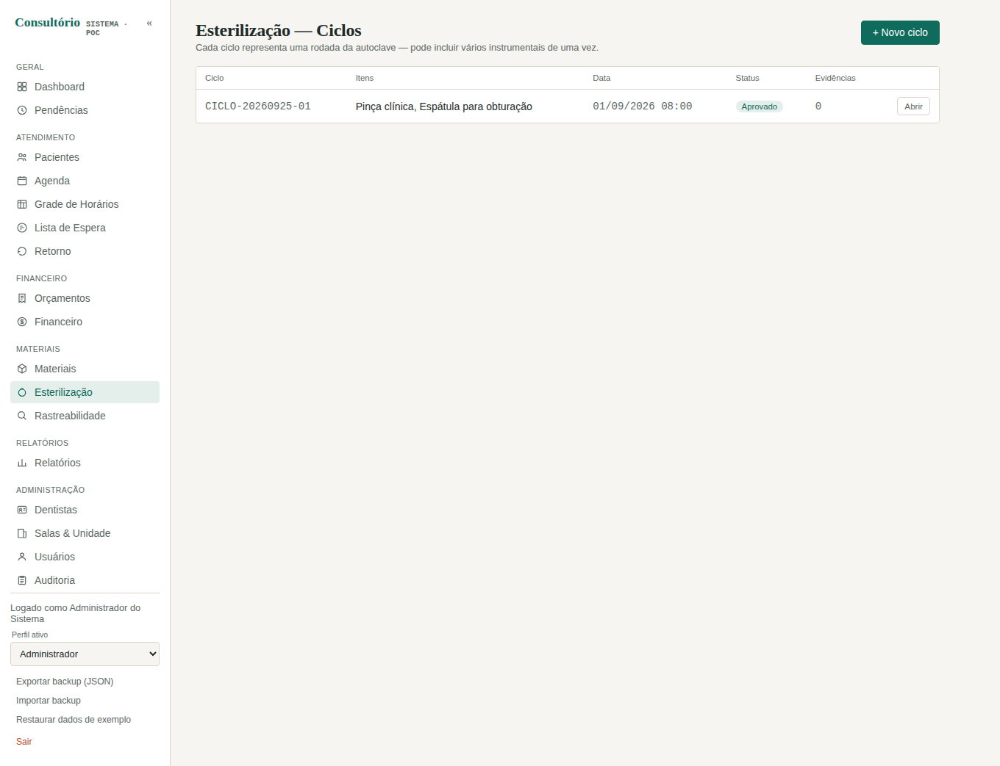 Consultório SISTEMA ·
POC
«
GERAL
Dashboard
Pendências
ATENDIMENTO
Pacientes
Agenda
Grade de Horários
Lista de Espera
Retorno
FINANCEIRO
Orçamentos
Financeiro
MATERIAIS
Materiais
Esterilização
Rastreabilidade
RELATÓRIOS
Relatórios
ADMINISTRAÇÃO
Dentistas
Salas & Unidade
Usuários
Auditoria
Logado como Administrador do
Sistema
Perfil ativo
Administrador
Exportar backup (JSON)
Importar backup
Restaurar dados de exemplo
Sair
Esterilização — Ciclos
Cada ciclo representa uma rodada da autoclave — pode incluir vários instrumentais de uma vez.
+ Novo ciclo
Ciclo Itens Data Status Evidências
CICLO-20260925-01 Pinça clínica, Espátula para obturação 01/09/2026 08:00 Aprovado 0 Abrir